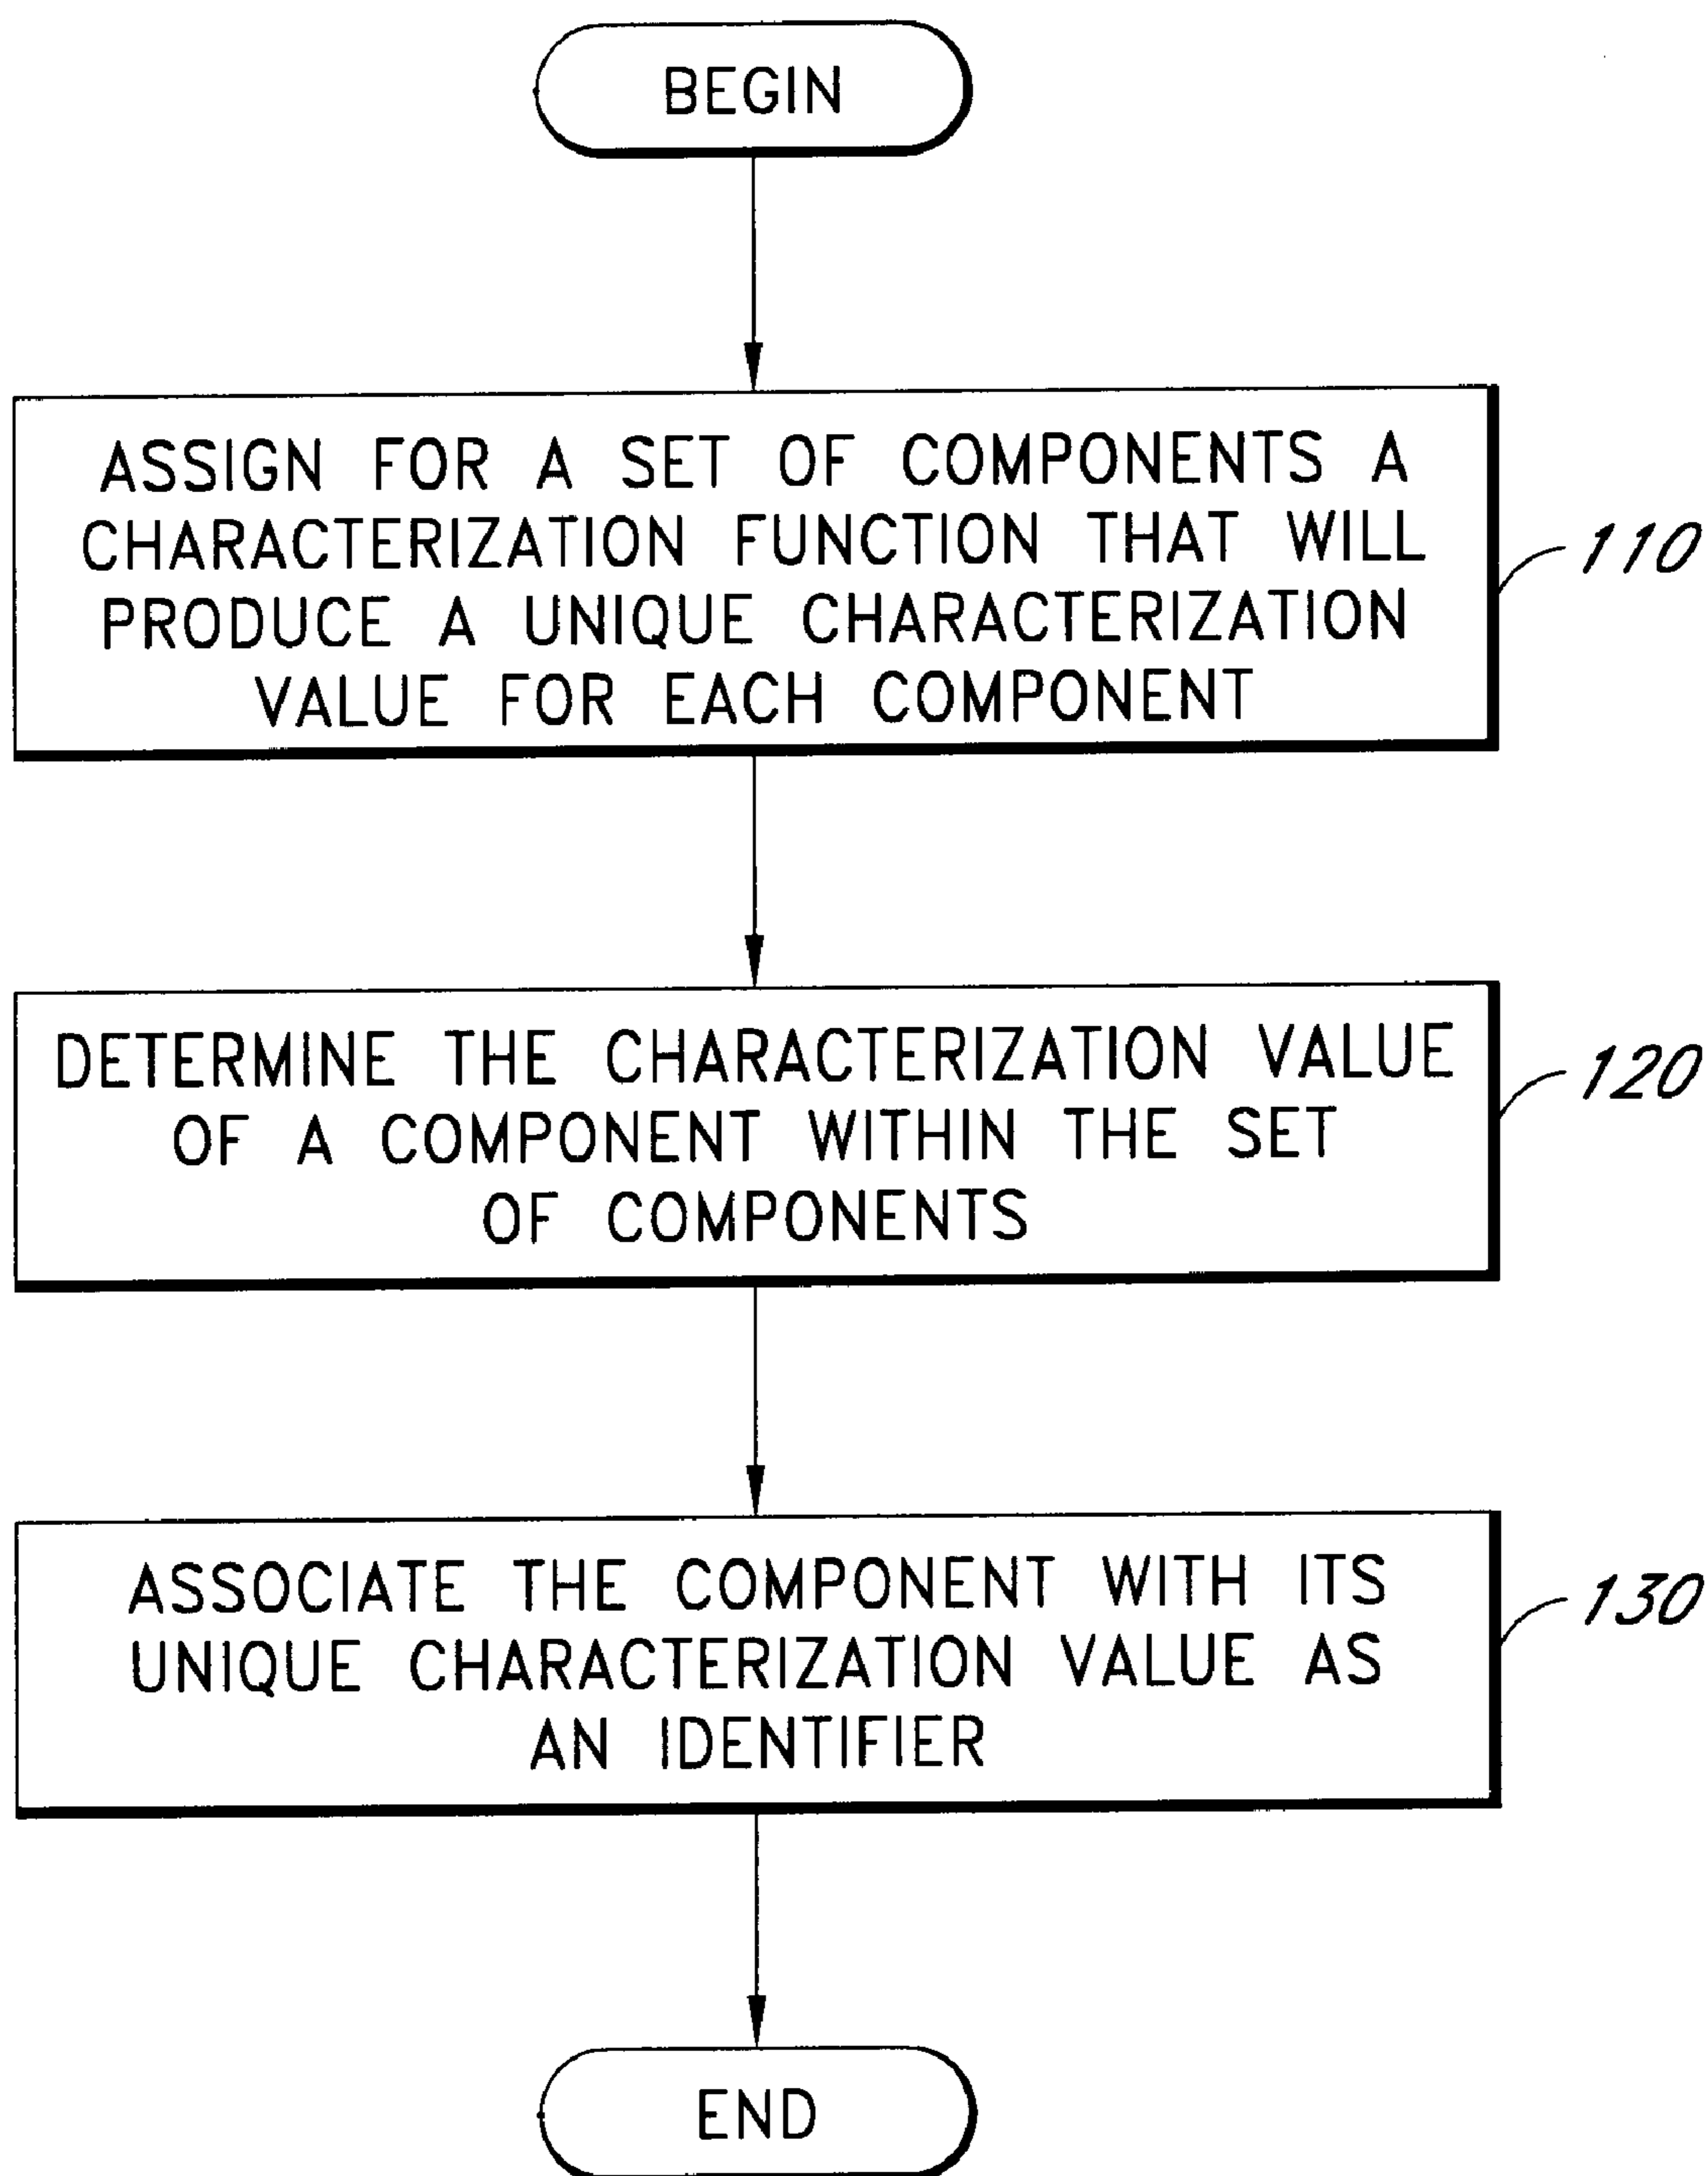 BEGIN
ASSIGN FOR A SET OF COMPONENTS A
CHARACTERIZATION FUNCTION THAT WILL
PRODUCE A UNIQUE CHARACTERIZATION
VALUE FOR EACH COMPONENT
110
DETERMINE THE CHARACTERIZATION VALUE
OF A COMPONENT WITHIN THE SET
OF COMPONENTS
120
ASSOCIATE THE COMPONENT WITH ITS
UNIQUE CHARACTERIZATION VALUE AS
AN IDENTIFIER
130
END